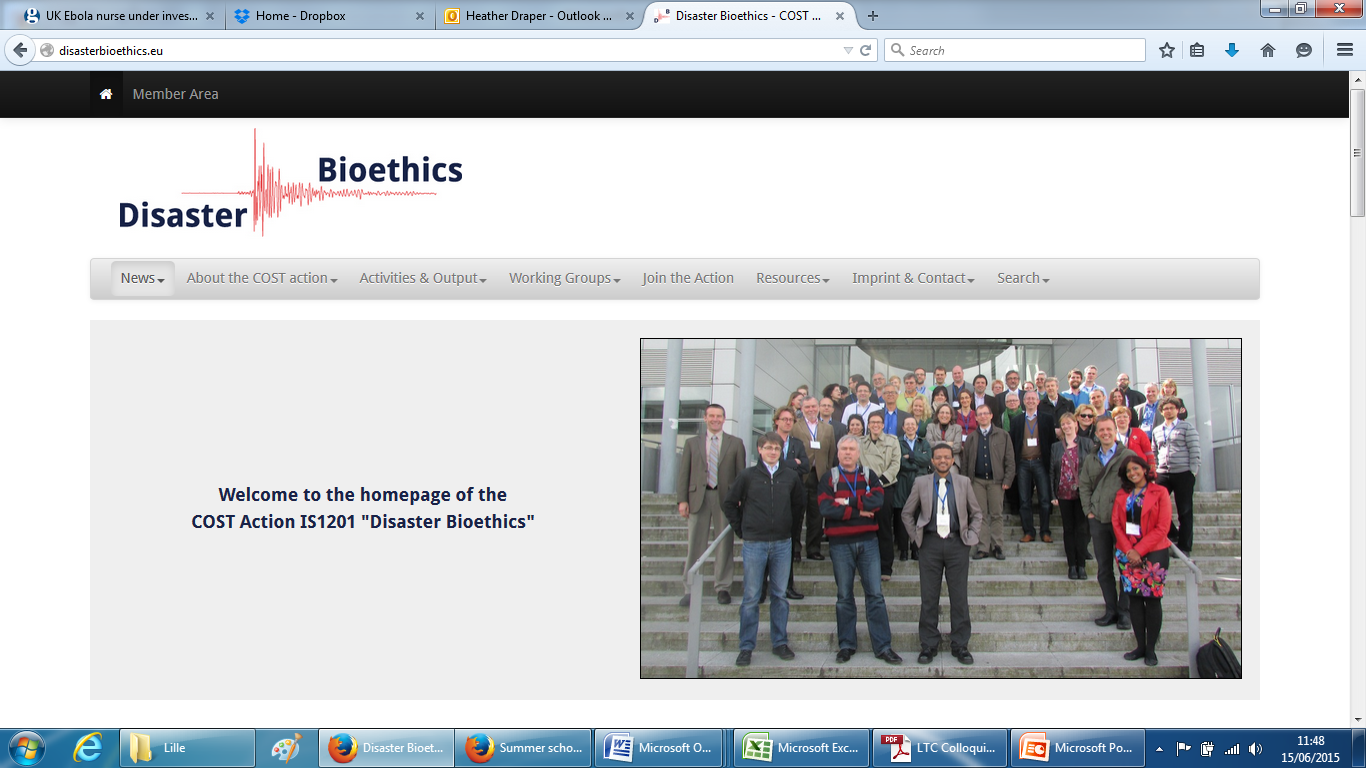 UK Ebola nurse under inves...
Home - Dropbox
Heather Draper - Outlook ...
Disaster Bioethics - COST ...
disasterbioethics.eu
Search
Member Area
Bioethics
Disaster
News
About the COST action
Activities & Output
Working Groups
Join the Action
Resources
Imprint & Contact
Search
Welcome to the homepage of the
COST Action IS1201 "Disaster Bioethics"
Lille
Disaster Bioet...
Summer scho...
Microsoft O...
Microsoft Exc...
PDF
LTC Colloqui...
Microsoft Po...
11:48
15/06/2015